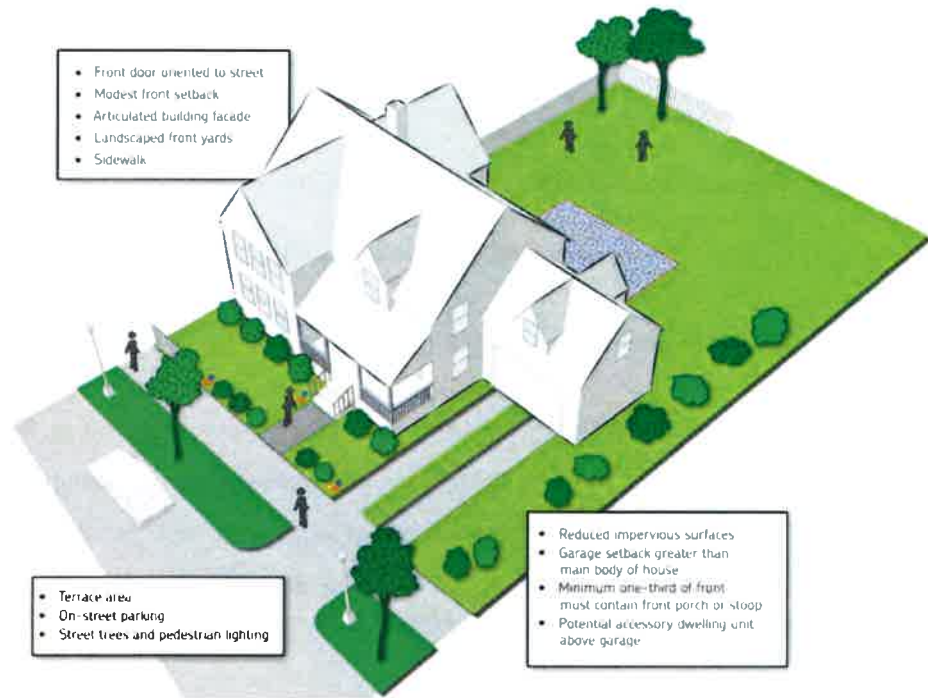 • Front door oriented to street
• Modest front setback
• Articulated building facade
• Landscaped front yards
• Sidewalk
• Terrace area
• On-street parking
• Street trees and pedestrian lighting
• Reduced impervious surfaces
• Garage setback greater than
main body of house
• Minimum one-third of front
must contain front porch or stoop
• Potential accessory dwelling unit
above garage